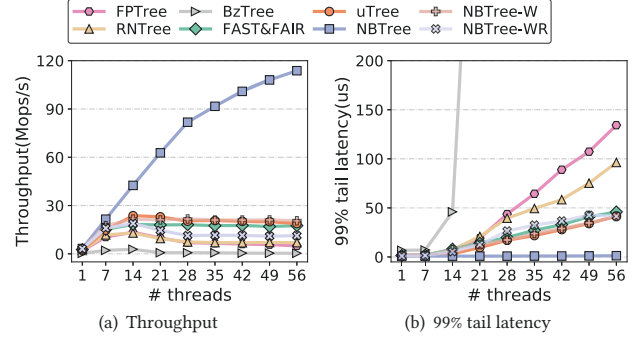 FPTree BzTree uTree NBTree-W
RNTree FAST&FAIR NBTree NBTree-WR
Throughput(Mops/s)
120
90
60
30
0
1 7 14 21 28 35 42 49 56
# threads
(a) Throughput
99% tail latency(us)
200
150
100
50
0
1 7 14 21 28 35 42 49 56
# threads
(b) 99% tail latency